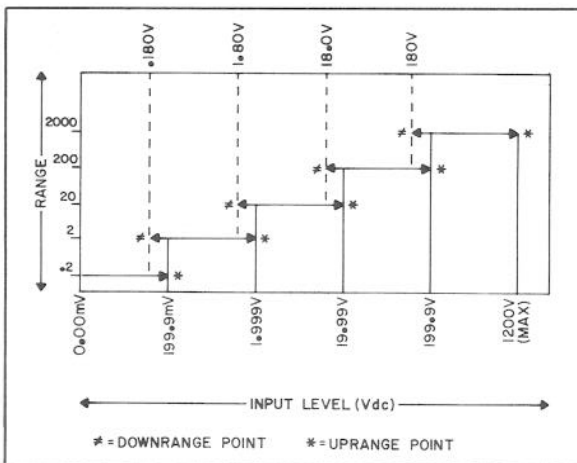 .180V
1.80V
18.0V
180V
RANGE
2000
200
20
2
.2
≠ *
≠ *
≠ *
≠ *
*
0.00mV
199.9mV
1.999V
19.99V
199.9V
1200V
(MAX)
INPUT LEVEL (Vdc)
≠ = DOWNRANGE POINT * = UPRANGE POINT